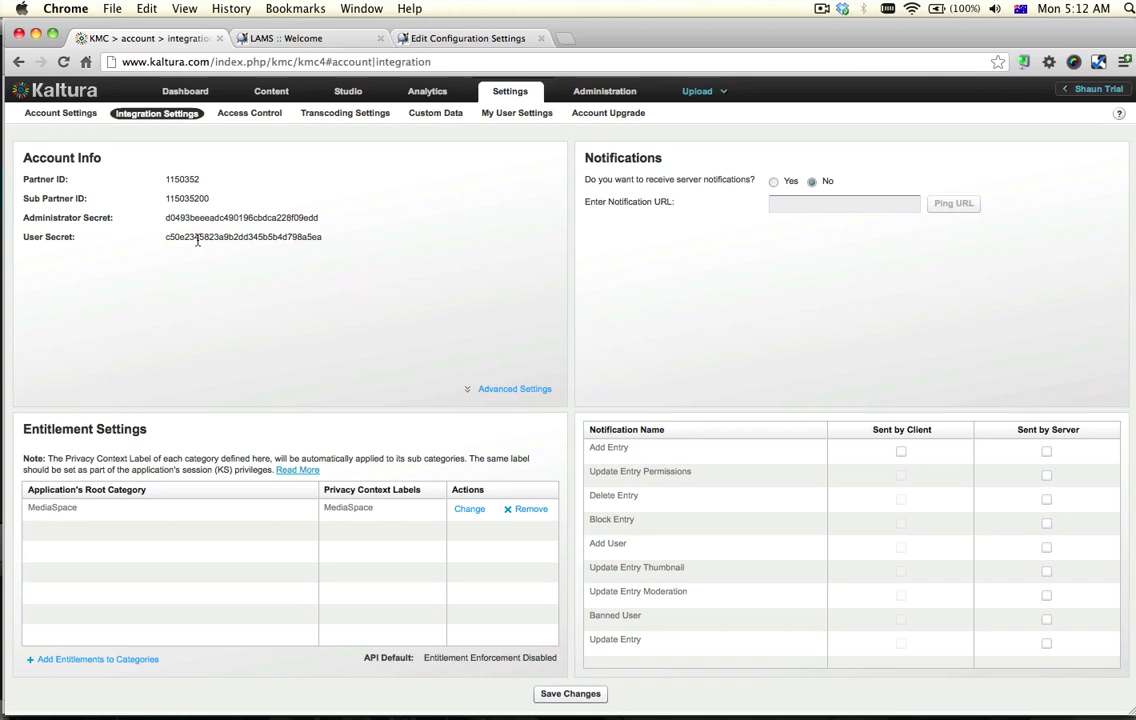 Chrome File Edit View History Bookmarks Window Help (100%) Mon 5:12 AM
KMC > account > integratio LAMS :: Welcome Edit Configuration Settings
www.kaltura.com/index.php/kmc/kmc4#account|integration
Kaltura Dashboard Content Studio Analytics Settings Administration Upload Shaun Trial
Account Settings Integration Settings Access Control Transcoding Settings Custom Data My User Settings Account Upgrade ?
Account Info
Partner ID: 1150352
Sub Partner ID: 115035200
Administrator Secret: d0493beeeadc490196cbdca228f09edd
User Secret: c50e2345823a9b2dd345b5b4d798a5ea
Advanced Settings
Notifications
Do you want to receive server notifications? Yes No
Enter Notification URL: Ping URL
Entitlement Settings
Note: The Privacy Context Label of each category defined here, will be automatically applied to its sub categories. The same label
should be set as part of the application's session (KS) privileges. Read More
Application's Root Category Privacy Context Labels Actions
MediaSpace MediaSpace Change Remove
+ Add Entitlements to Categories API Default: Entitlement Enforcement Disabled
Notification Name Sent by Client Sent by Server
Add Entry
Update Entry Permissions
Delete Entry
Block Entry
Add User
Update Entry Thumbnail
Update Entry Moderation
Banned User
Update Entry
Save Changes